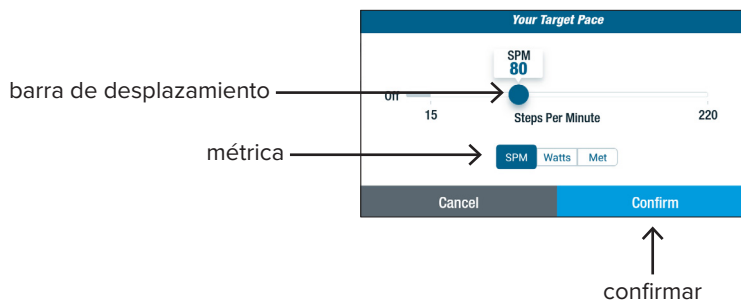 Your Target Pace
SPM
80
barra de desplazamiento
Off
15
Steps Per Minute
220
métrica
SPM Watts Met
Cancel Confirm
confirmar